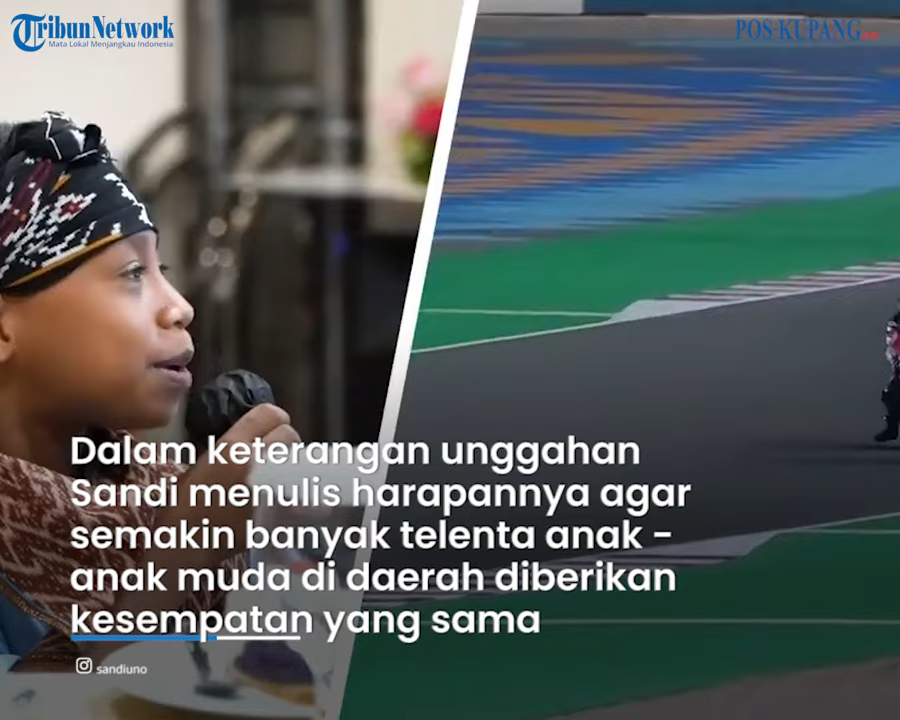 TribunNetwork
Mata Lokal Menjangkau Indonesia
POS-KUPANG.com
Dalam keterangan unggahan
Sandi menulis harapannya agar
semakin banyak telenta anak -
anak muda di daerah diberikan
kesempatan yang sama
sandiuno